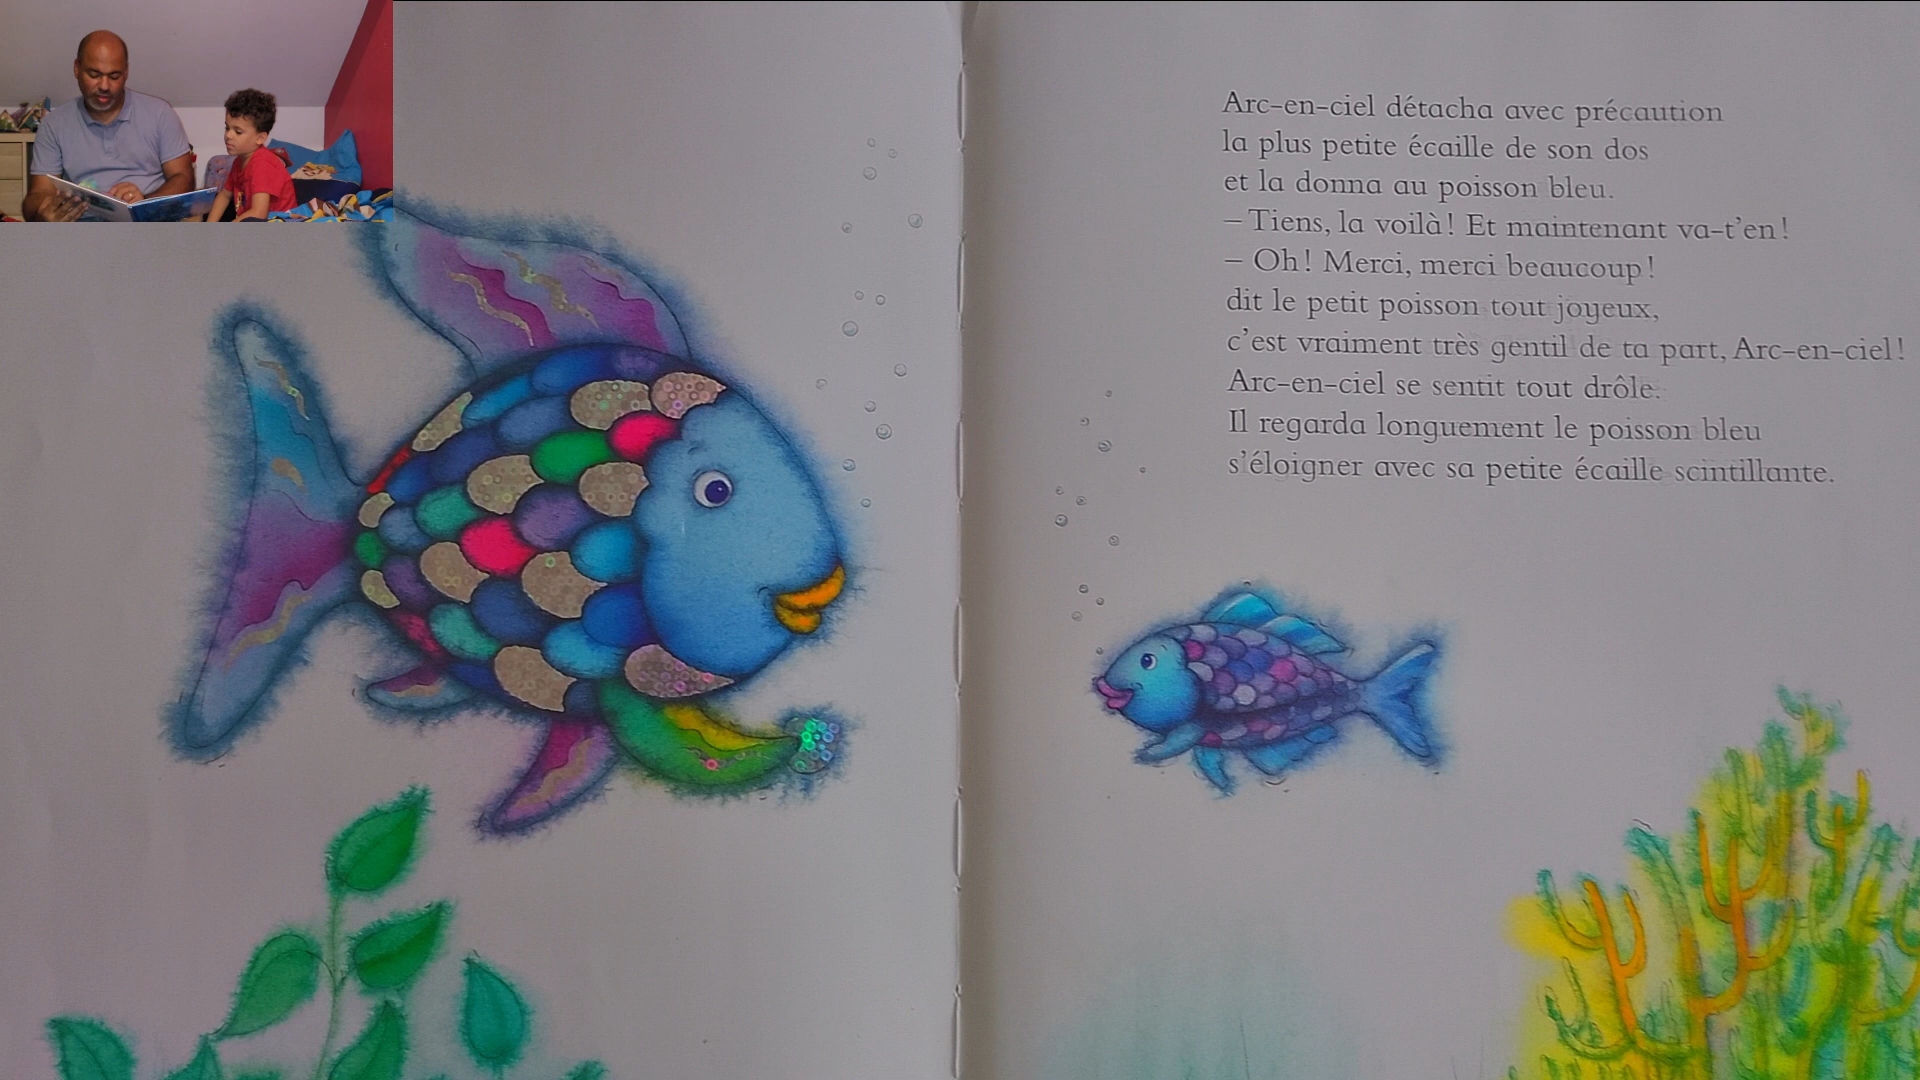 Arc-en-ciel détacha avec précaution
la plus petite écaille de son dos
et la donna au poisson bleu.
– Tiens, la voilà! Et maintenant va-t'en!
– Oh! Merci, merci beaucoup!
dit le petit poisson tout joyeux,
c'est vraiment très gentil de ta part, Arc-en-ciel!
Arc-en-ciel se sentit tout drôle.
Il regarda longuement le poisson bleu
s'éloigner avec sa petite écaille scintillante.